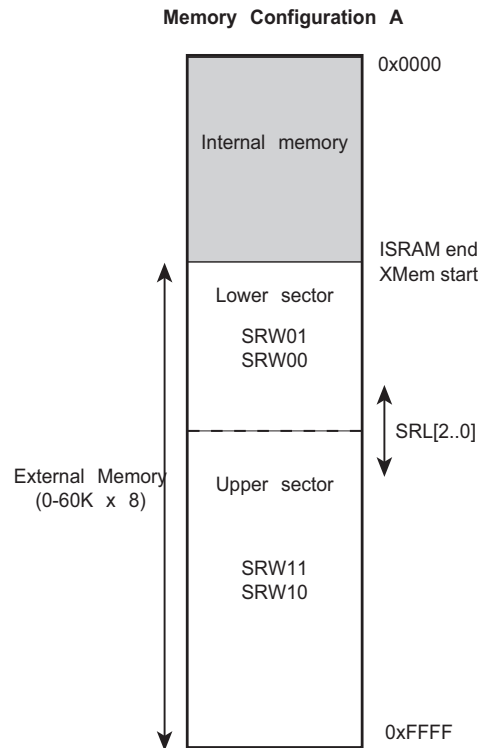 Memory Configuration A
0x0000
Internal memory
ISRAM end
XMem start
Lower sector
SRW01
SRW00
SRL[2..0]
External Memory
(0-60K x 8)
Upper sector
SRW11
SRW10
0xFFFF